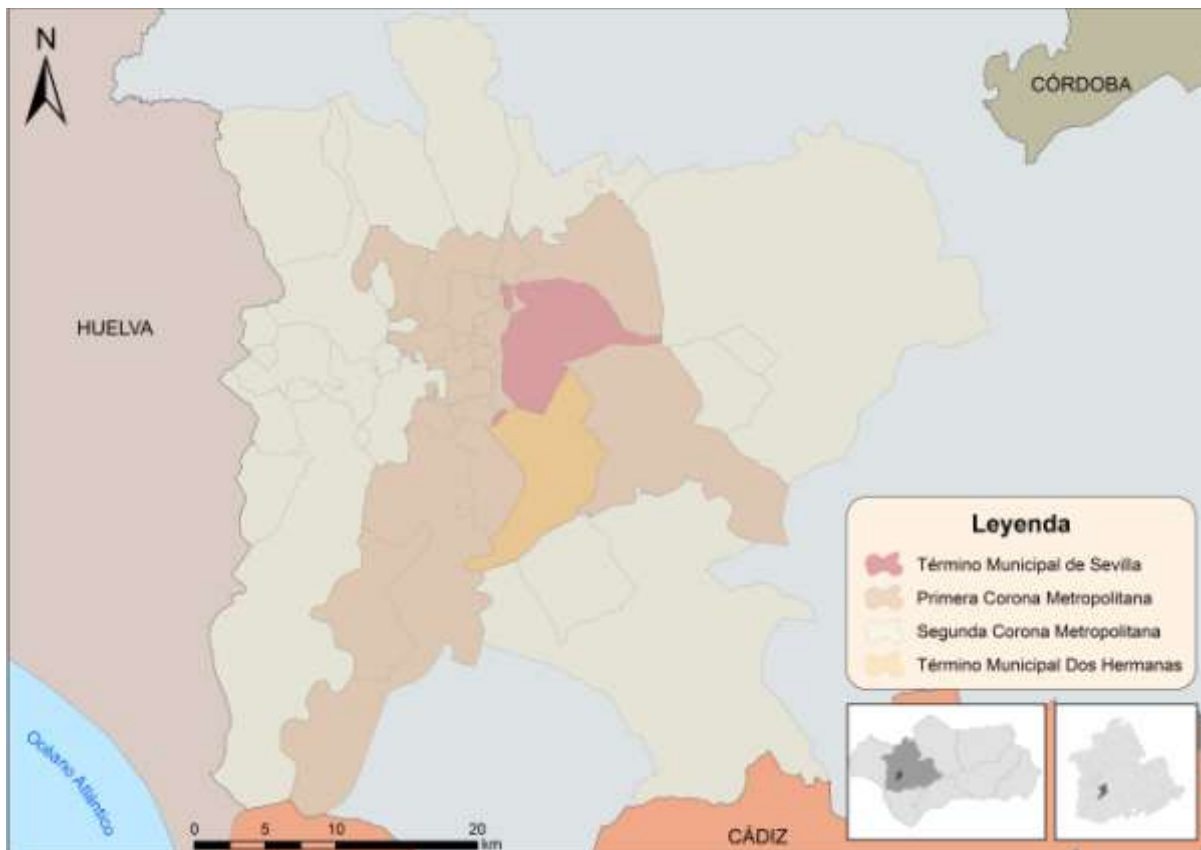 N
CÓRDOBA
HUELVA
Leyenda
Término Municipal de Sevilla
Primera Corona Metropolitana
Segunda Corona Metropolitana
Término Municipal Dos Hermanas
Océano Atlántico
0 5 10 20
km
CÁDIZ